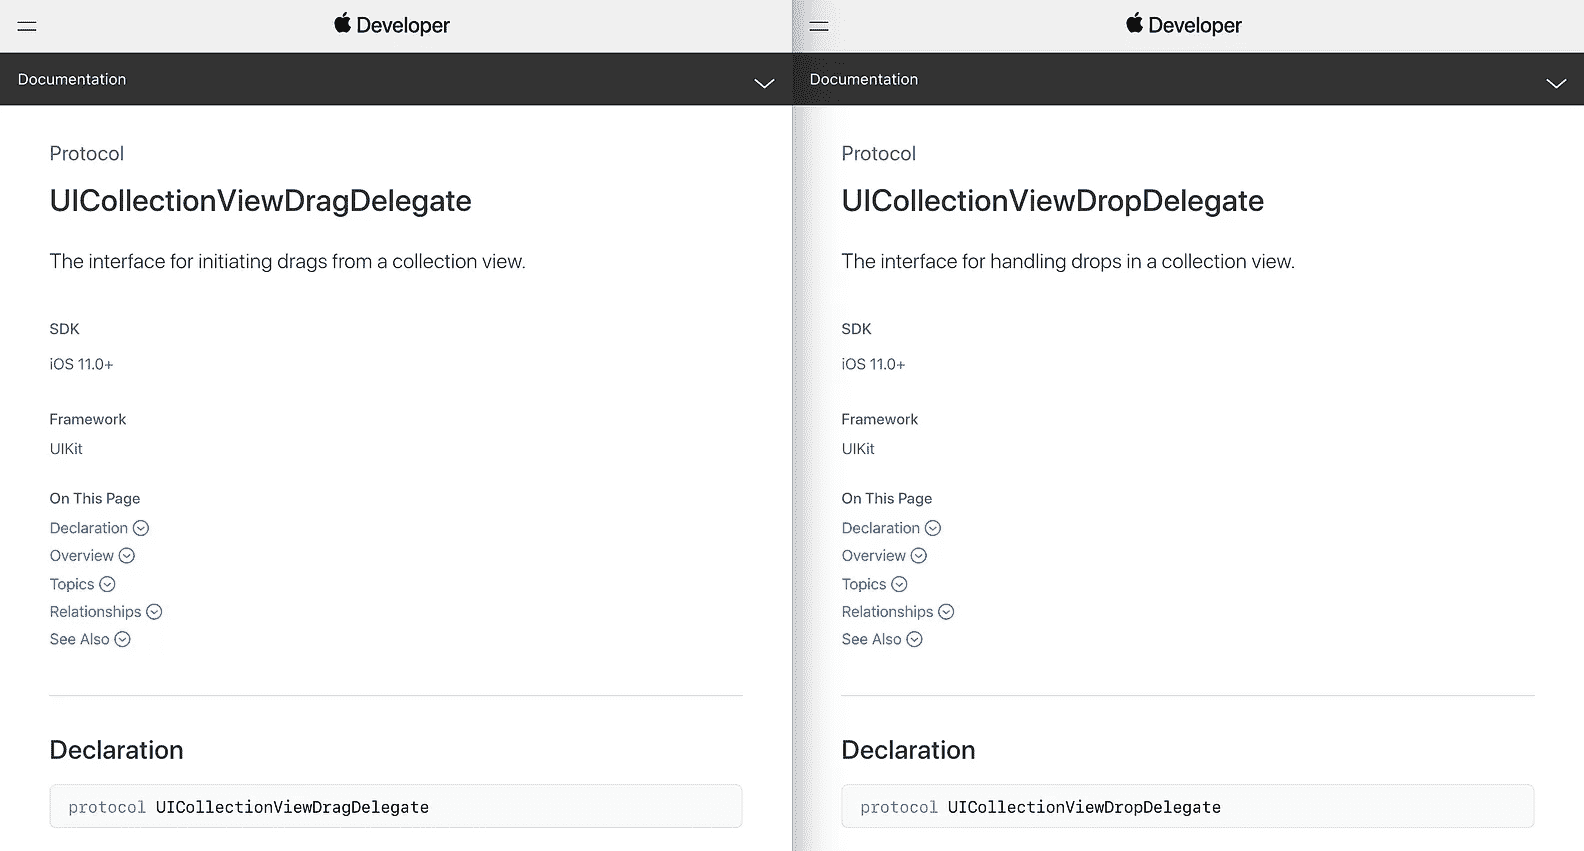 Developer
Documentation
Protocol
UICollectionViewDragDelegate
The interface for initiating drags from a collection view.
SDK
iOS 11.0+
Framework
UIKit
On This Page
Declaration
Overview
Topics
Relationships
See Also
Declaration
protocol UICollectionViewDragDelegate
Developer
Documentation
Protocol
UICollectionViewDropDelegate
The interface for handling drops in a collection view.
SDK
iOS 11.0+
Framework
UIKit
On This Page
Declaration
Overview
Topics
Relationships
See Also
Declaration
protocol UICollectionViewDropDelegate